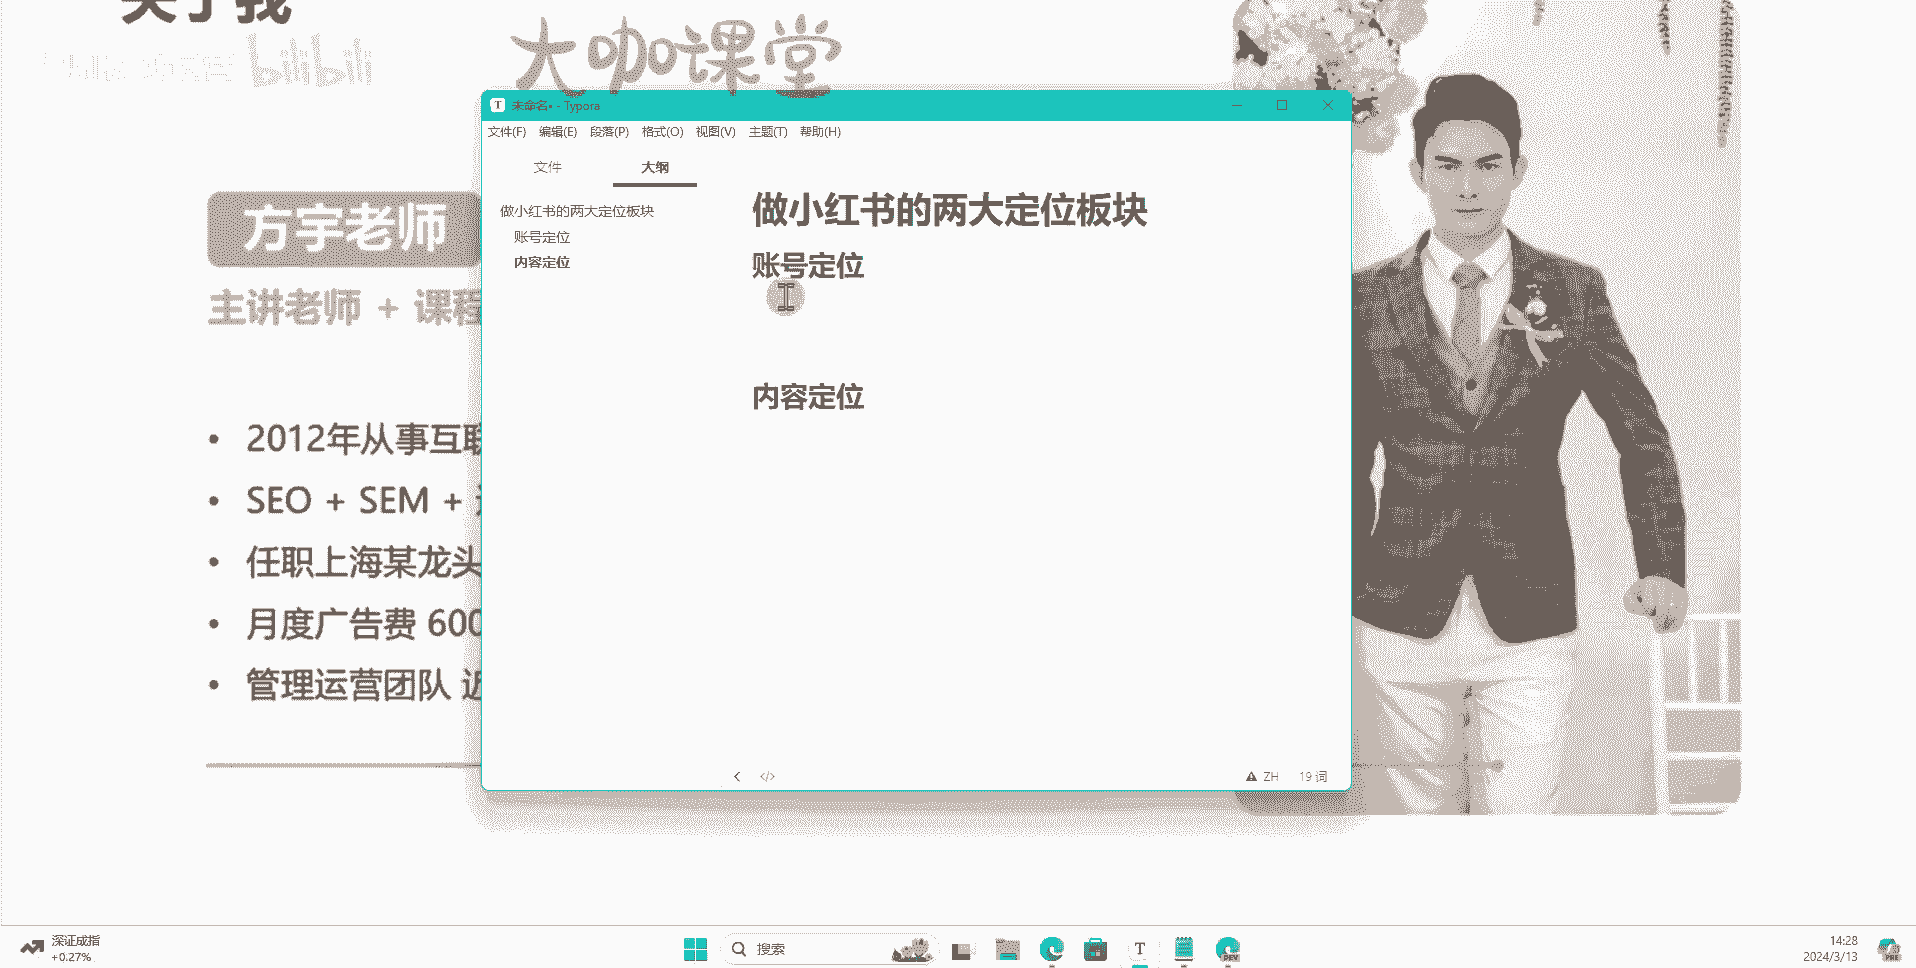 关于我
bilibili
大咖课堂
方宇老师
主讲老师 + 课程
2012年从事互联
SEO + SEM +
任职上海某龙头
月度广告费 600
管理运营团队 近
未命名• - Typora
文件(F) 编辑(E) 段落(P) 格式(O) 视图(V) 主题(T) 帮助(H)
文件 大纲
做小红书的两大定位板块
账号定位
内容定位
做小红书的两大定位板块
账号定位
内容定位
ZH 19 词
深证成指
+0.27%
搜索
T
DEV
14:28
2024/3/13
PRE